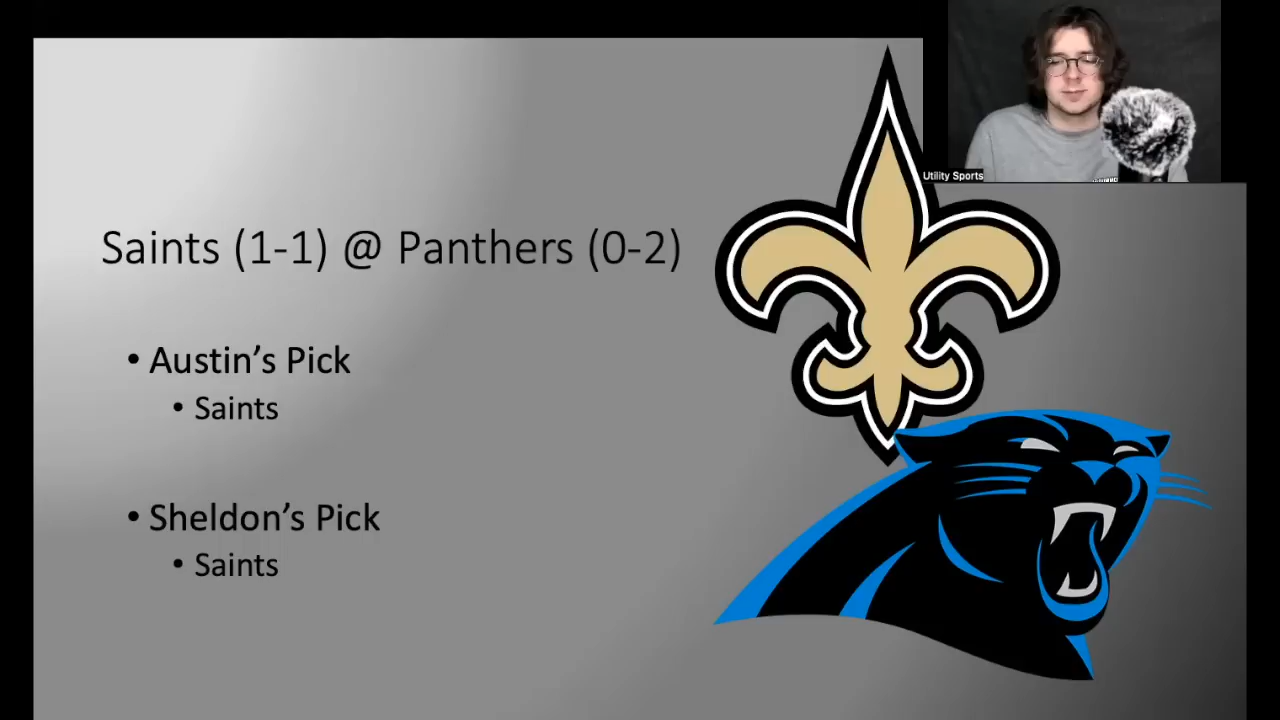 Utility Sports
Saints (1-1) @ Panthers (0-2)
• Austin’s Pick
• Saints
• Sheldon’s Pick
• Saints